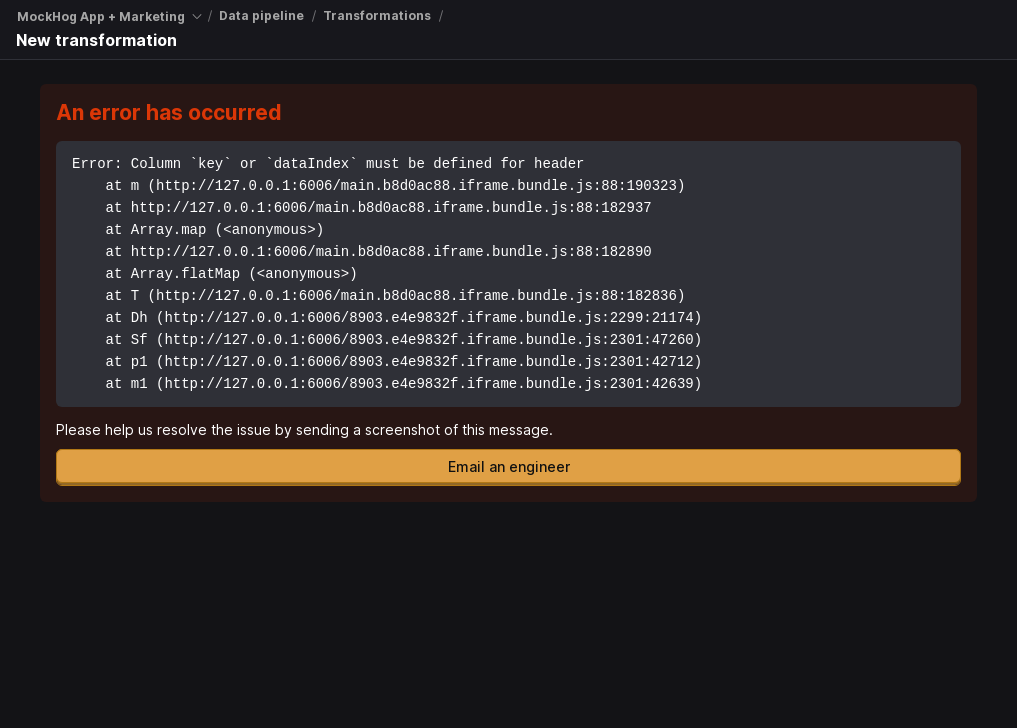 MockHog App + Marketing / Data pipeline / Transformations /
New transformation
An error has occurred
Error: Column `key` or `dataIndex` must be defined for header
    at m (http://127.0.0.1:6006/main.b8d0ac88.iframe.bundle.js:88:190323)
    at http://127.0.0.1:6006/main.b8d0ac88.iframe.bundle.js:88:182937
    at Array.map (<anonymous>)
    at http://127.0.0.1:6006/main.b8d0ac88.iframe.bundle.js:88:182890
    at Array.flatMap (<anonymous>)
    at T (http://127.0.0.1:6006/main.b8d0ac88.iframe.bundle.js:88:182836)
    at Dh (http://127.0.0.1:6006/8903.e4e9832f.iframe.bundle.js:2299:21174)
    at Sf (http://127.0.0.1:6006/8903.e4e9832f.iframe.bundle.js:2301:47260)
    at p1 (http://127.0.0.1:6006/8903.e4e9832f.iframe.bundle.js:2301:42712)
    at m1 (http://127.0.0.1:6006/8903.e4e9832f.iframe.bundle.js:2301:42639)
Please help us resolve the issue by sending a screenshot of this message.
Email an engineer